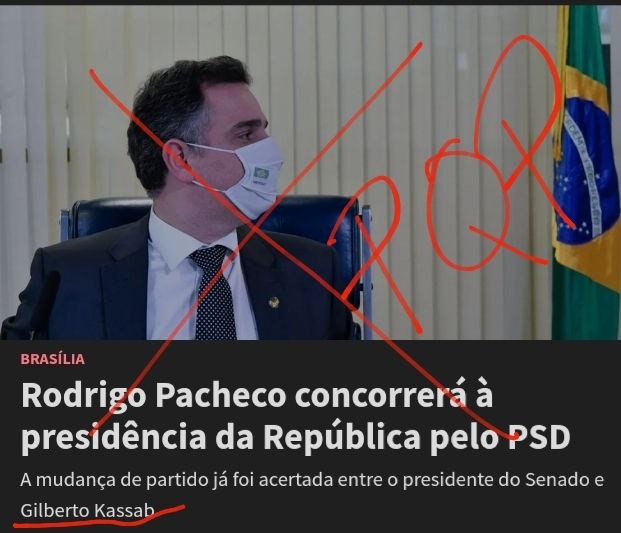 PQP
BRASÍLIA
Rodrigo Pacheco concorrerá à
presidência da República pelo PSD
A mudança de partido já foi acertada entre o presidente do Senado e
Gilberto Kassab